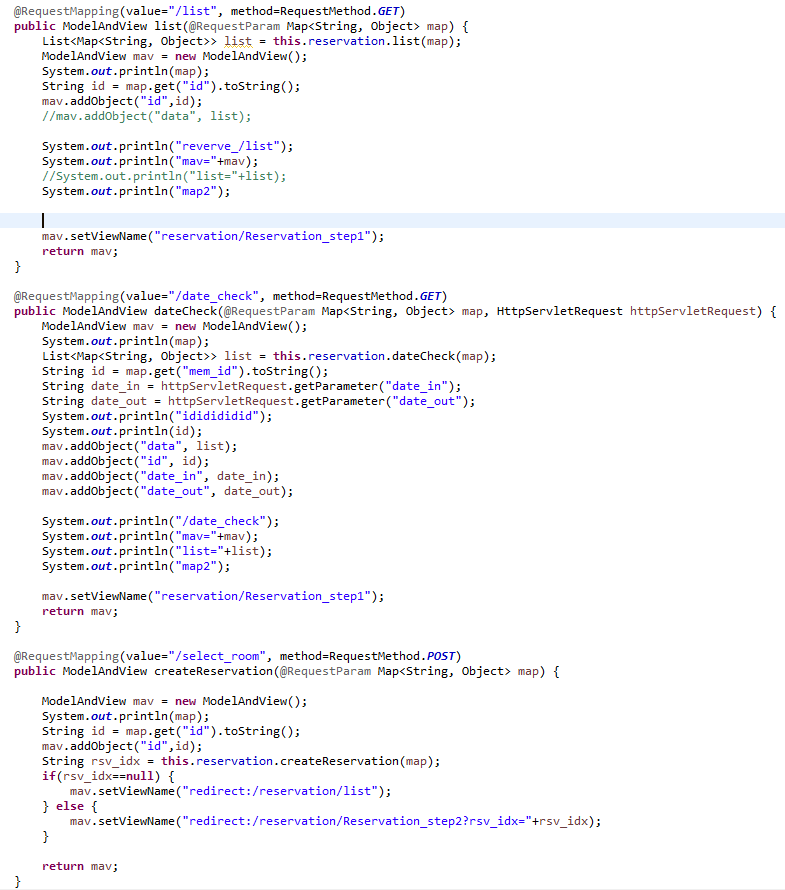 @RequestMapping(value="/list", method=RequestMethod.GET)
public ModelAndView list(@RequestParam Map<String, Object> map) {
    List<Map<String, Object>> list = this.reservation.list(map);
    ModelAndView mav = new ModelAndView();
    System.out.println(map);
    String id = map.get("id").toString();
    mav.addObject("id",id);
    //mav.addObject("data", list);

    System.out.println("reverve_/list");
    System.out.println("mav="+mav);
    //System.out.println("list="+list);
    System.out.println("map2");


    mav.setViewName("reservation/Reservation_step1");
    return mav;
}

@RequestMapping(value="/date_check", method=RequestMethod.GET)
public ModelAndView dateCheck(@RequestParam Map<String, Object> map, HttpServletRequest httpServletRequest) {
    ModelAndView mav = new ModelAndView();
    System.out.println(map);
    List<Map<String, Object>> list = this.reservation.dateCheck(map);
    String id = map.get("mem_id").toString();
    String date_in = httpServletRequest.getParameter("date_in");
    String date_out = httpServletRequest.getParameter("date_out");
    System.out.println("ididididid");
    System.out.println(id);
    mav.addObject("data", list);
    mav.addObject("id", id);
    mav.addObject("date_in", date_in);
    mav.addObject("date_out", date_out);

    System.out.println("/date_check");
    System.out.println("mav="+mav);
    System.out.println("list="+list);
    System.out.println("map2");

    mav.setViewName("reservation/Reservation_step1");
    return mav;
}

@RequestMapping(value="/select_room", method=RequestMethod.POST)
public ModelAndView createReservation(@RequestParam Map<String, Object> map) {

    ModelAndView mav = new ModelAndView();
    System.out.println(map);
    String id = map.get("id").toString();
    mav.addObject("id",id);
    String rsv_idx = this.reservation.createReservation(map);
    if(rsv_idx==null) {
        mav.setViewName("redirect:/reservation/list");
    } else {
        mav.setViewName("redirect:/reservation/Reservation_step2?rsv_idx="+rsv_idx);
    }

    return mav;
}